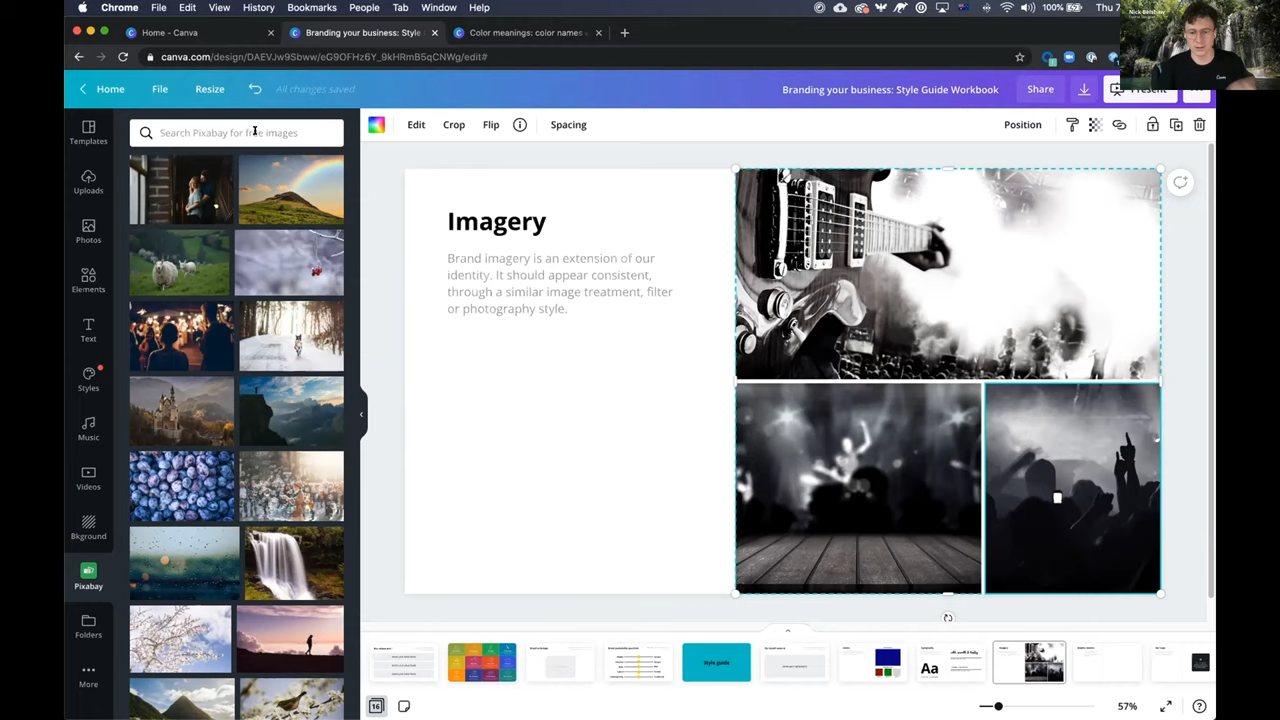 Chrome File Edit View History Bookmarks People Tab Window Help 100% Thu 7
Home – Canva
Branding your business: Style
Color meanings: color names
canva.com/design/DAEVJw9Sbww/eG9OFHz6Y_9kHRmB5qCNWg/edit#
Nick
Home File Resize All changes saved
Branding your business: Style Guide Workbook
Share
Present
Templates
Uploads
Photos
Elements
Text
Styles
Music
Videos
Bkground
Pixabay
Folders
More
Search Pixabay for free images
Edit Crop Flip Spacing Position
Imagery
Brand imagery is an extension of our
identity. It should appear consistent,
through a similar image treatment, filter
or photography style.
Style guide
Aa
16
57%